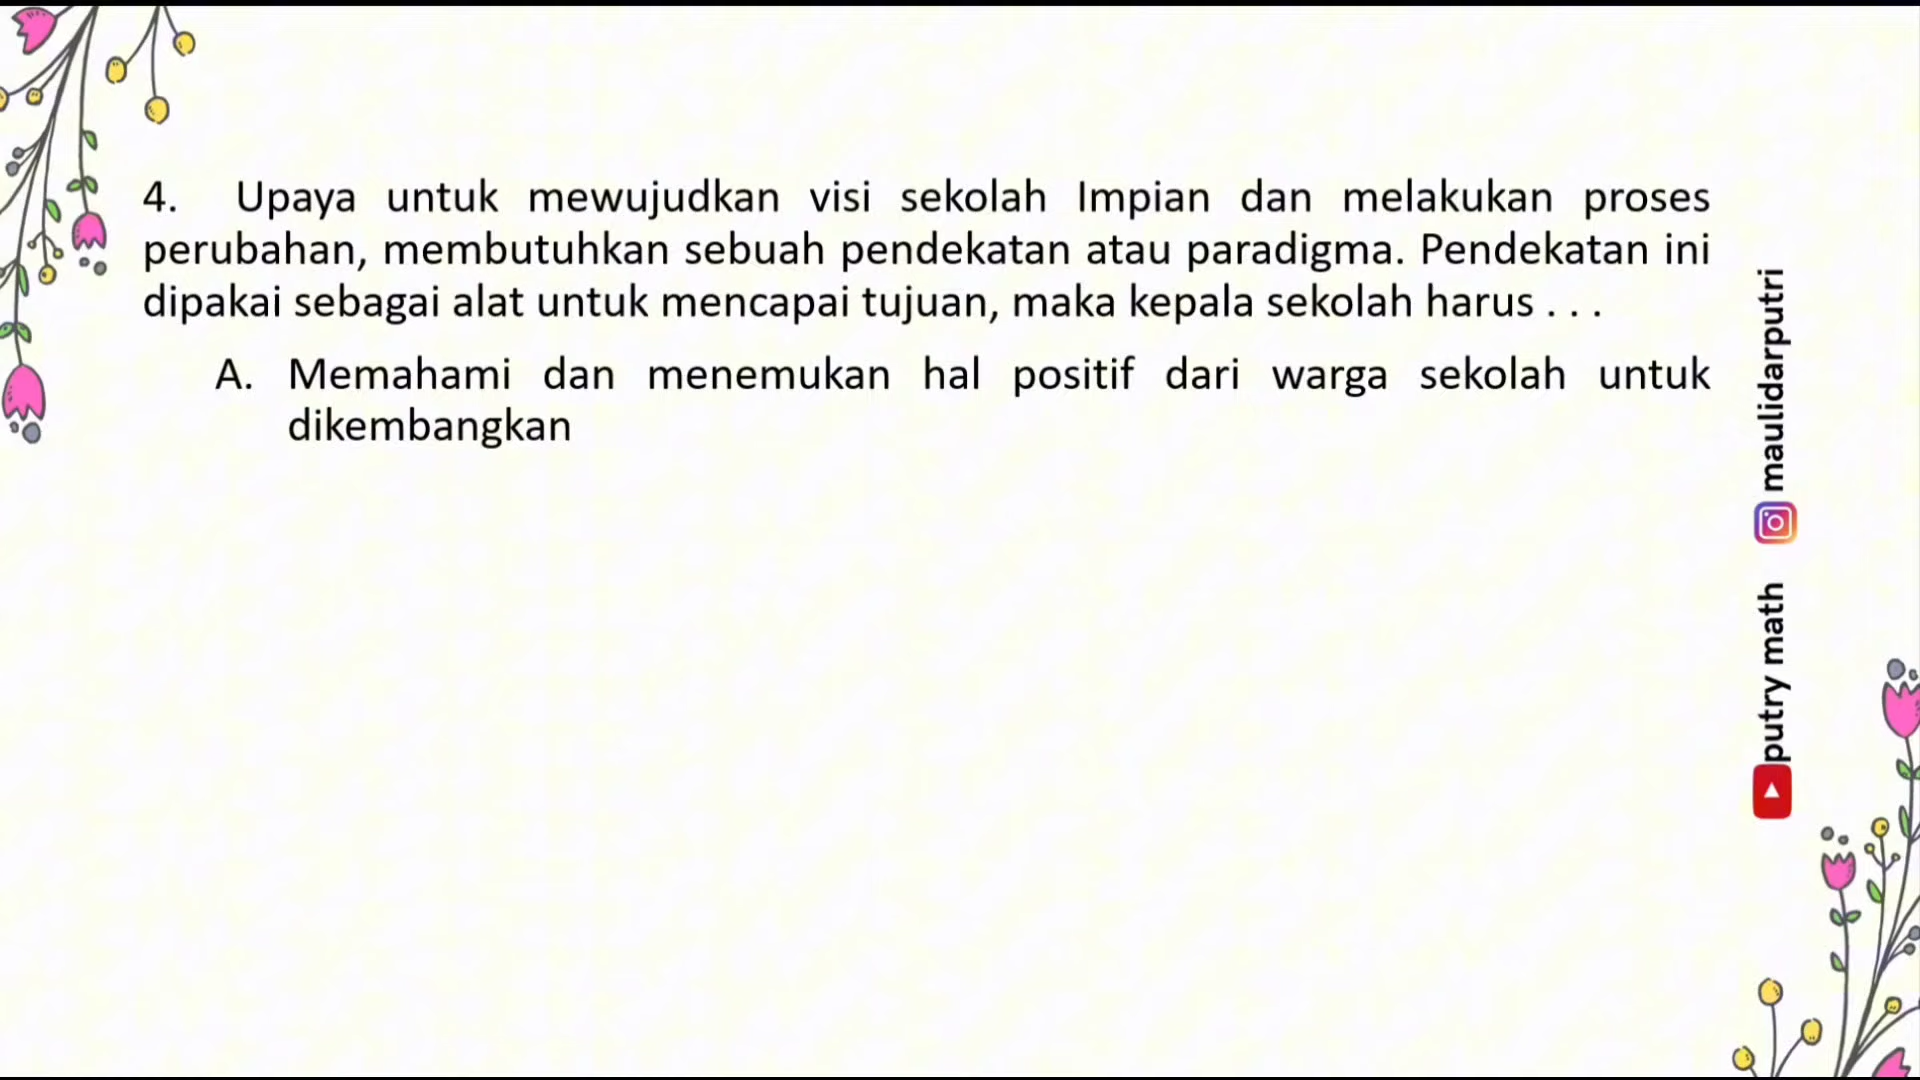 4. Upaya untuk mewujudkan visi sekolah Impian dan melakukan proses
perubahan, membutuhkan sebuah pendekatan atau paradigma. Pendekatan ini
dipakai sebagai alat untuk mencapai tujuan, maka kepala sekolah harus . . .
A. Memahami dan menemukan hal positif dari warga sekolah untuk
dikembangkan
maulidarputri
putry math